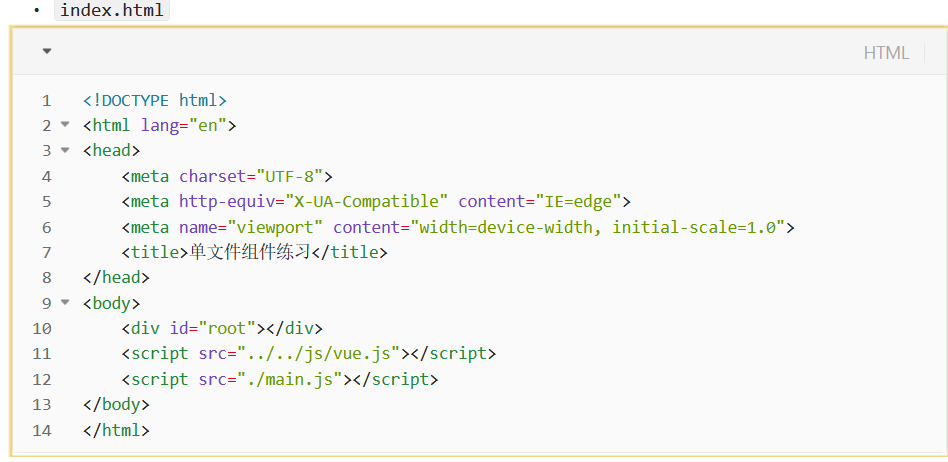 • index.html
HTML
1 <!DOCTYPE html>
2 <html lang="en">
3 <head>
4     <meta charset="UTF-8">
5     <meta http-equiv="X-UA-Compatible" content="IE=edge">
6     <meta name="viewport" content="width=device-width, initial-scale=1.0">
7     <title>单文件组件练习</title>
8 </head>
9 <body>
10     <div id="root"></div>
11     <script src="../../js/vue.js"></script>
12     <script src="./main.js"></script>
13 </body>
14 </html>